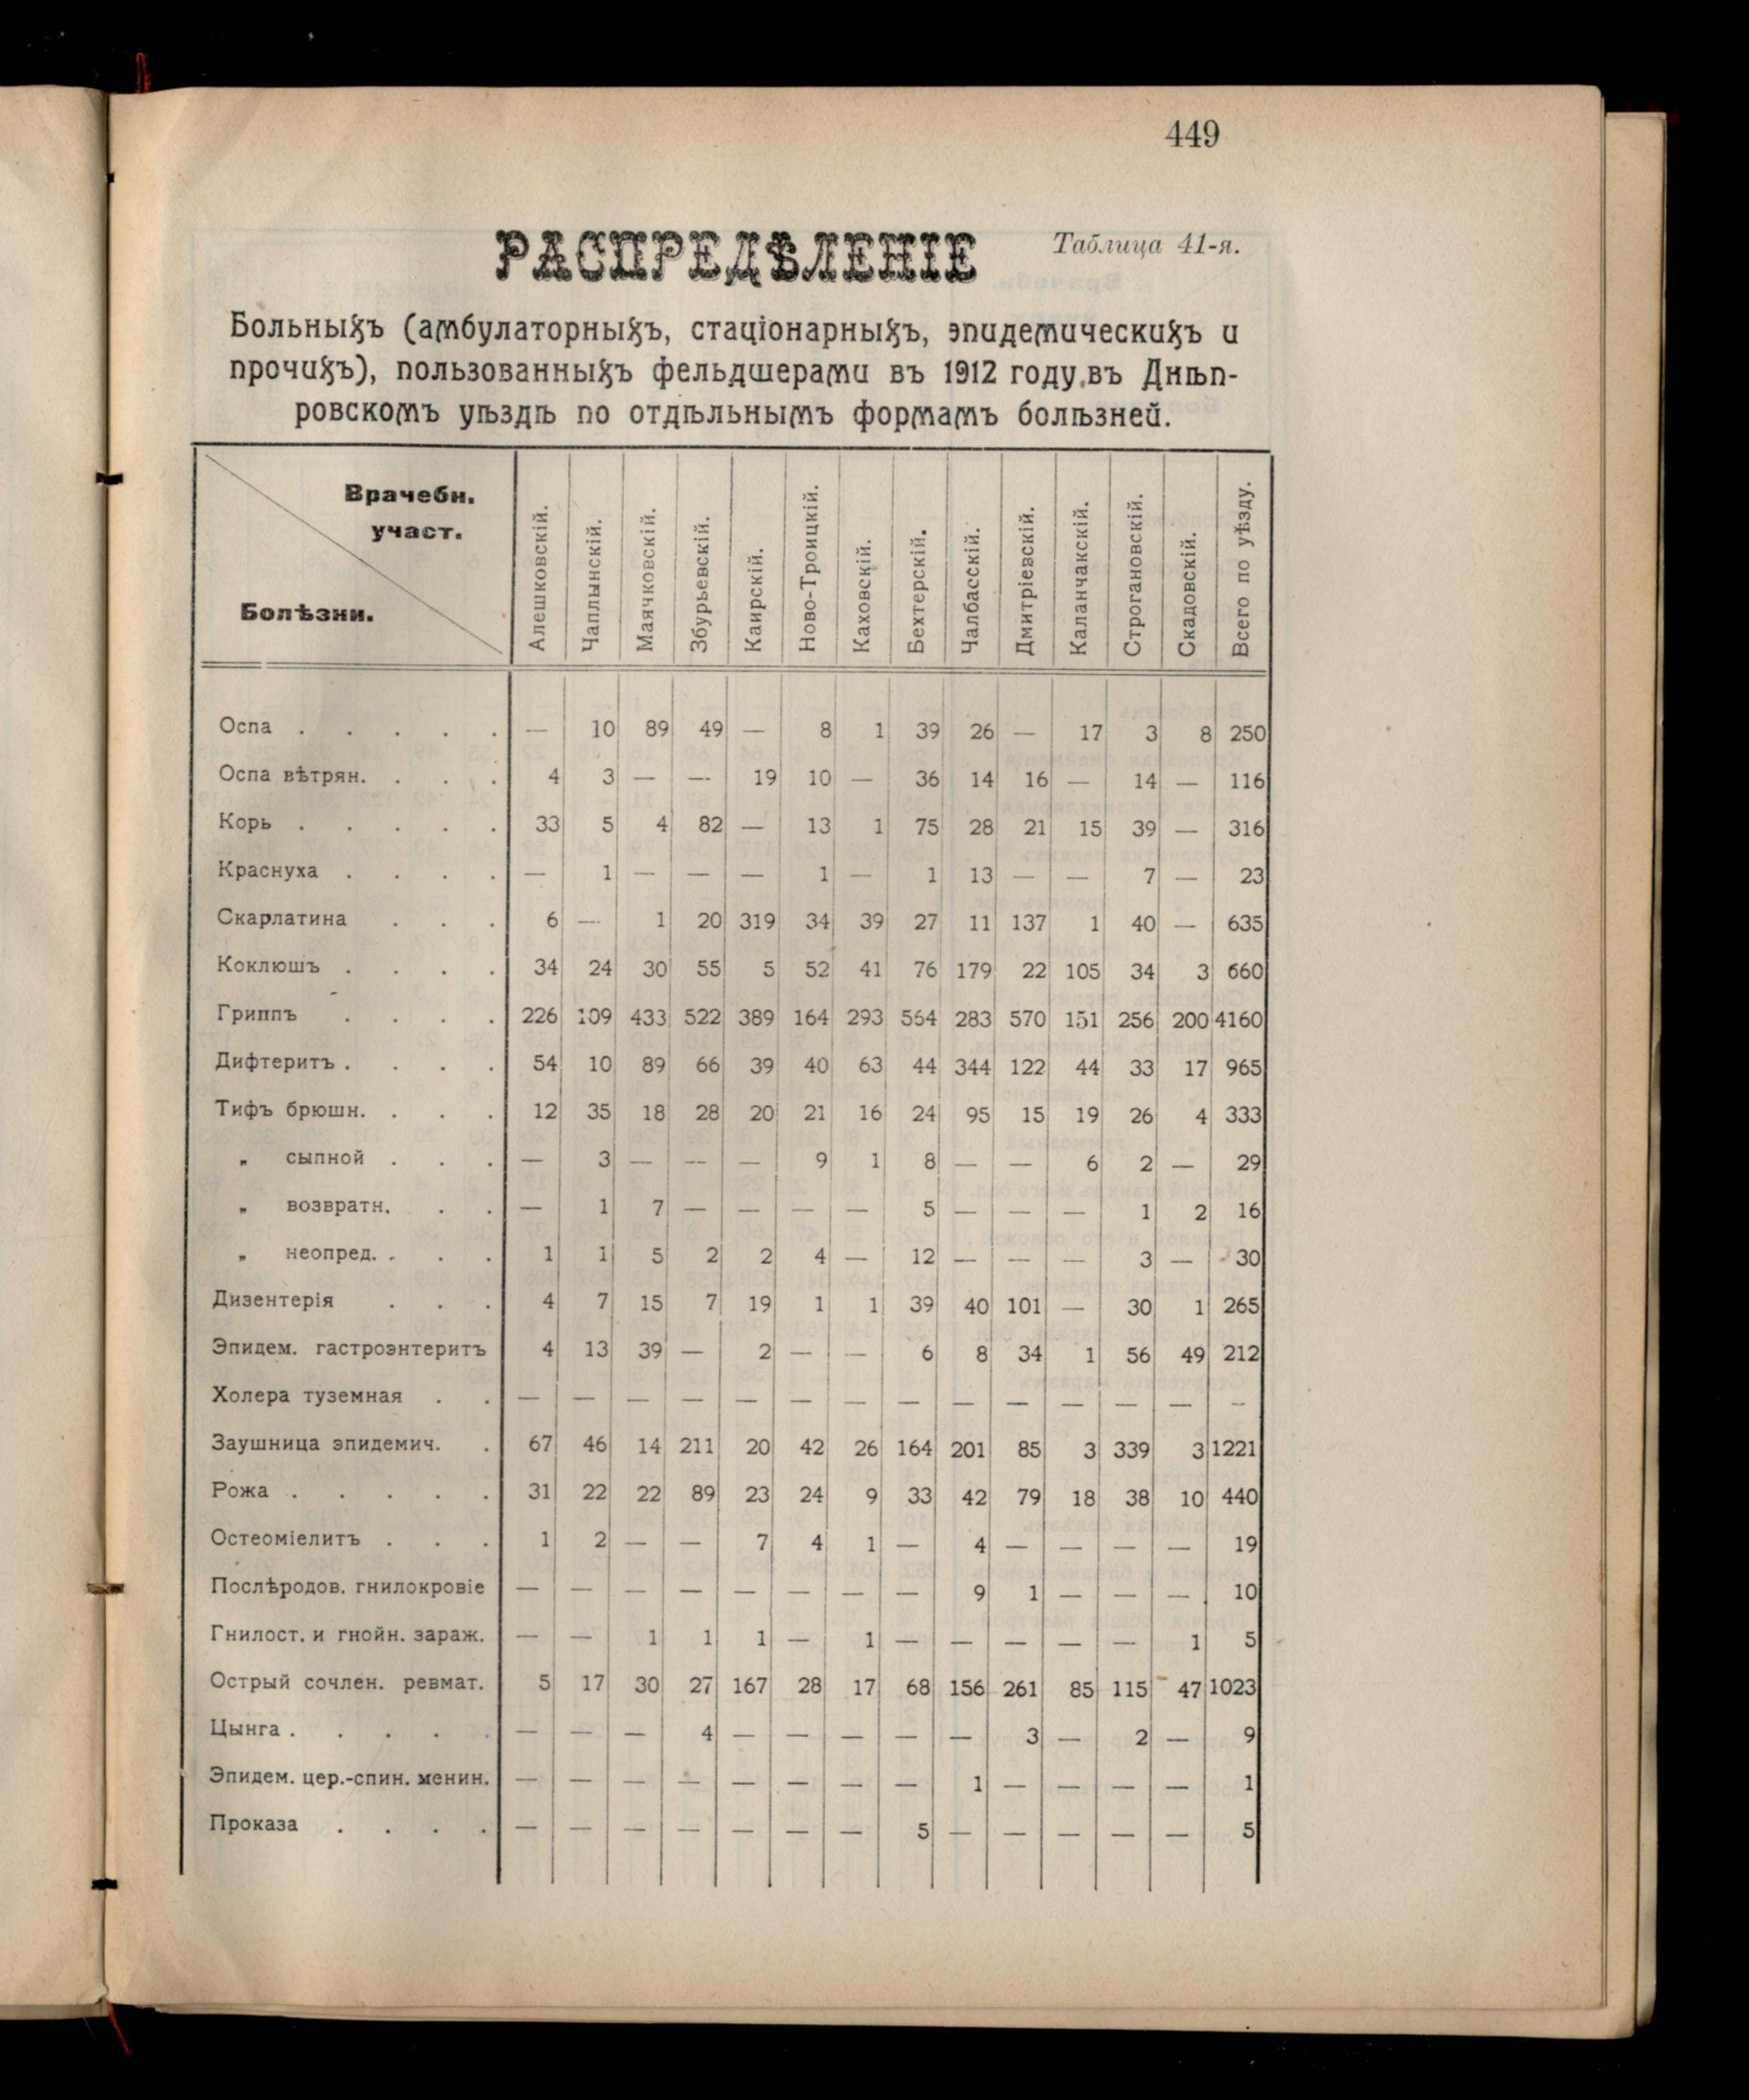 449
РАСПРЕДѢЛЕНІЕ
Таблица 41-я.
Больныхъ (амбулаторныхъ, стаціонарныхъ, эпидемическихъ и
прочихъ), пользованныхъ фельдшерами въ 1912 году въ Днѣп-
ровскомъ уѣздѣ по отдѣльнымъ формамъ болѣзней.
Врачебн.
участ.
Болѣзни.
Алешковскій.
Чаплынскій.
Маячковскій.
Збурьевскій.
Каирскій.
Ново-Троицкій.
Каховскій.
Бехтерскій.
Чалбасскій.
Дмитріевскій.
Каланчакскій.
Строгановскій.
Скадовскій.
Всего по уѣзду.
Оспа . . . . . — 10 89 49 — 8 1 39 26 — 17 3 8 250
Оспа вѣтрян. . . . 4 3 — — 19 10 — 36 14 16 — 14 — 116
Корь . . . . . 33 5 4 82 — 13 1 75 28 21 15 39 — 316
Краснуха . . . . — 1 — — — 1 — 1 13 — — 7 — 23
Скарлатина . . . 6 — 1 20 319 34 39 27 11 137 1 40 — 635
Коклюшъ . . . . 34 24 30 55 5 52 41 76 179 22 105 34 3 660
Гриппъ . . . . 226 109 433 522 389 164 293 564 283 570 151 256 200 4160
Дифтеритъ . . . . 54 10 89 66 39 40 63 44 344 122 44 33 17 965
Тифъ брюшн. . . . 12 35 18 28 20 21 16 24 95 15 19 26 4 333
„ сыпной . . . — 3 — — — 9 1 8 — — 6 2 — 29
„ возвратн. . . — 1 7 — — — — 5 — — — 1 2 16
„ неопред. . . . 1 1 5 2 2 4 — 12 — — — 3 — 30
Дизентерія . . . 4 7 15 7 19 1 1 39 40 101 — 30 1 265
Эпидем. гастроэнтеритъ 4 13 39 — 2 — — 6 8 34 1 56 49 212
Холера туземная . . — — — — — — — — — — — — — —
Заушница эпидемич. . 67 46 14 211 20 42 26 164 201 85 3 339 3 1221
Рожа . . . . . 31 22 22 89 23 24 9 33 42 79 18 38 10 440
Остеоміелитъ . . . 1 2 — — 7 4 1 — 4 — — — — 19
Послѣродов. гнилокровіе — — — — — — — — 9 1 — — — 10
Гнилост. и гнойн. зараж. — — 1 1 1 — 1 — — — — — 1 5
Острый сочлен. ревмат. 5 17 30 27 167 28 17 68 156 261 85 115 47 1023
Цынга . . . . . — — — 4 — — — — — 3 — 2 — 9
Эпидем. цер.-спин. менин. — — — — — — — — 1 — — — — 1
Проказа . . . . — — — — — — — 5 — — — — — 5